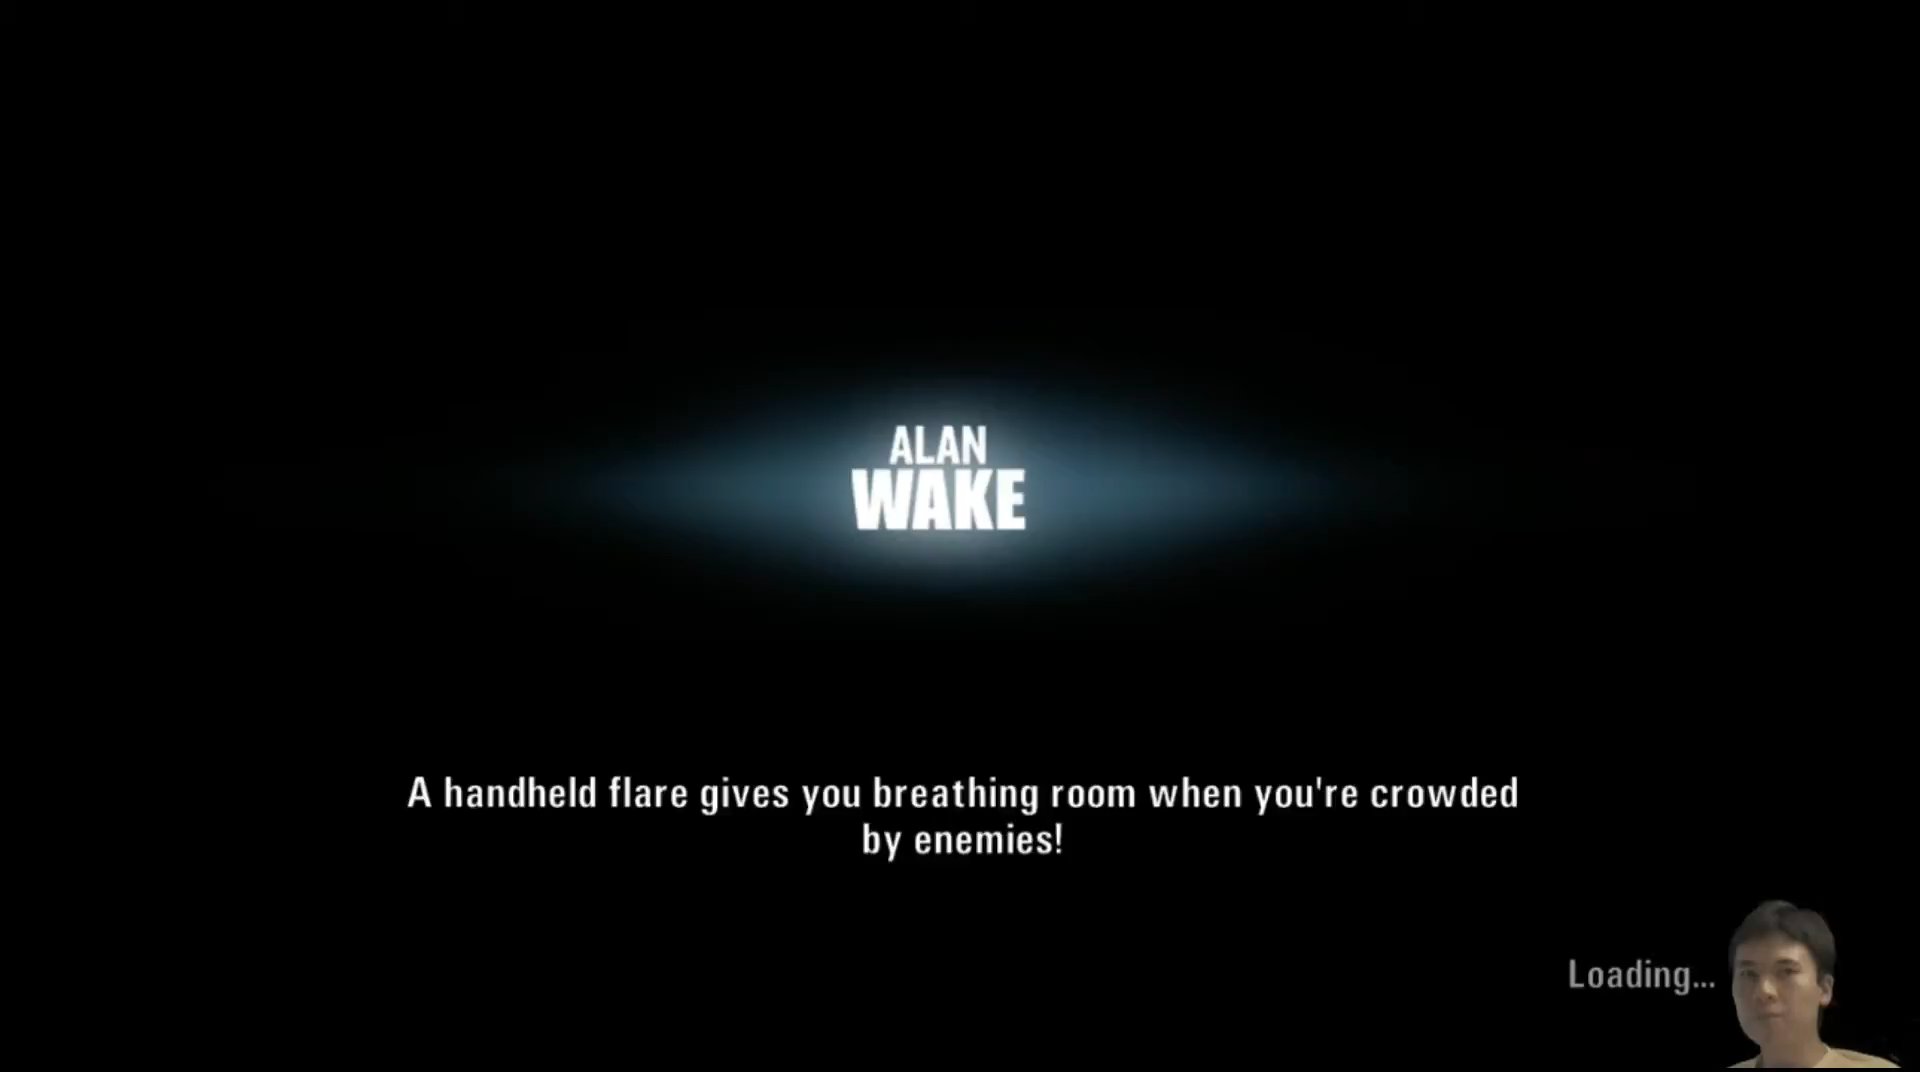 ALAN
WAKE
A handheld flare gives you breathing room when you're crowded
by enemies!
Loading...